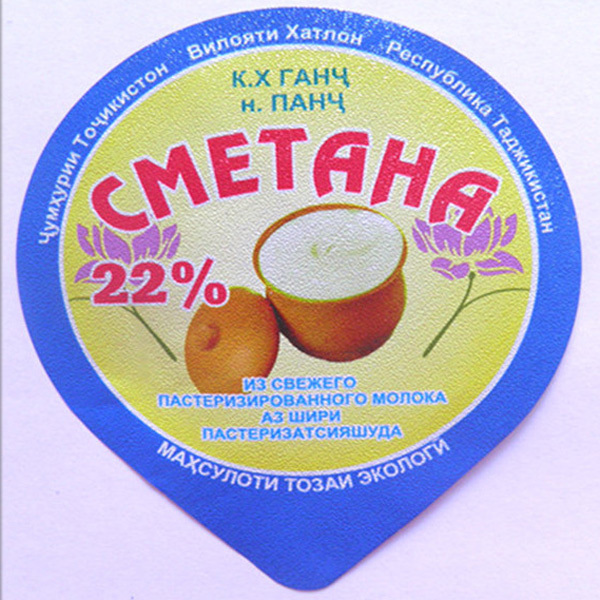 Ҷумҳурии Тоҷикистон Вилояти Хатлон Республика Таджикистан
К.Х ГАНҶ
н. ПАНҶ
СМЕТАНА
22%
ИЗ СВЕЖЕГО
ПАСТЕРИЗИРОВАННОГО МОЛОКА
АЗ ШИРИ
ПАСТЕРИЗАТСИЯШУДА
МАҲСУЛОТИ ТОЗАИ ЭКОЛОГИ